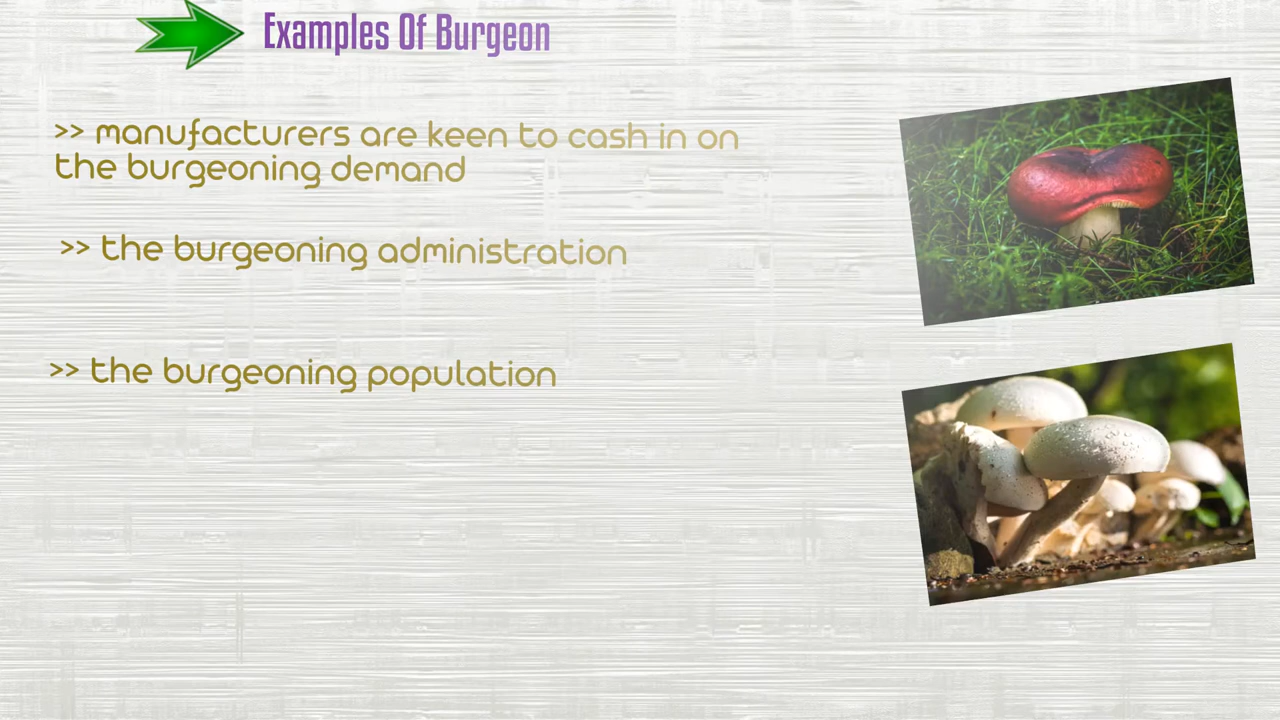 Examples Of Burgeon
>> manufacturers are keen to cash in on
the burgeoning demand
>> the burgeoning administration
>> the burgeoning population